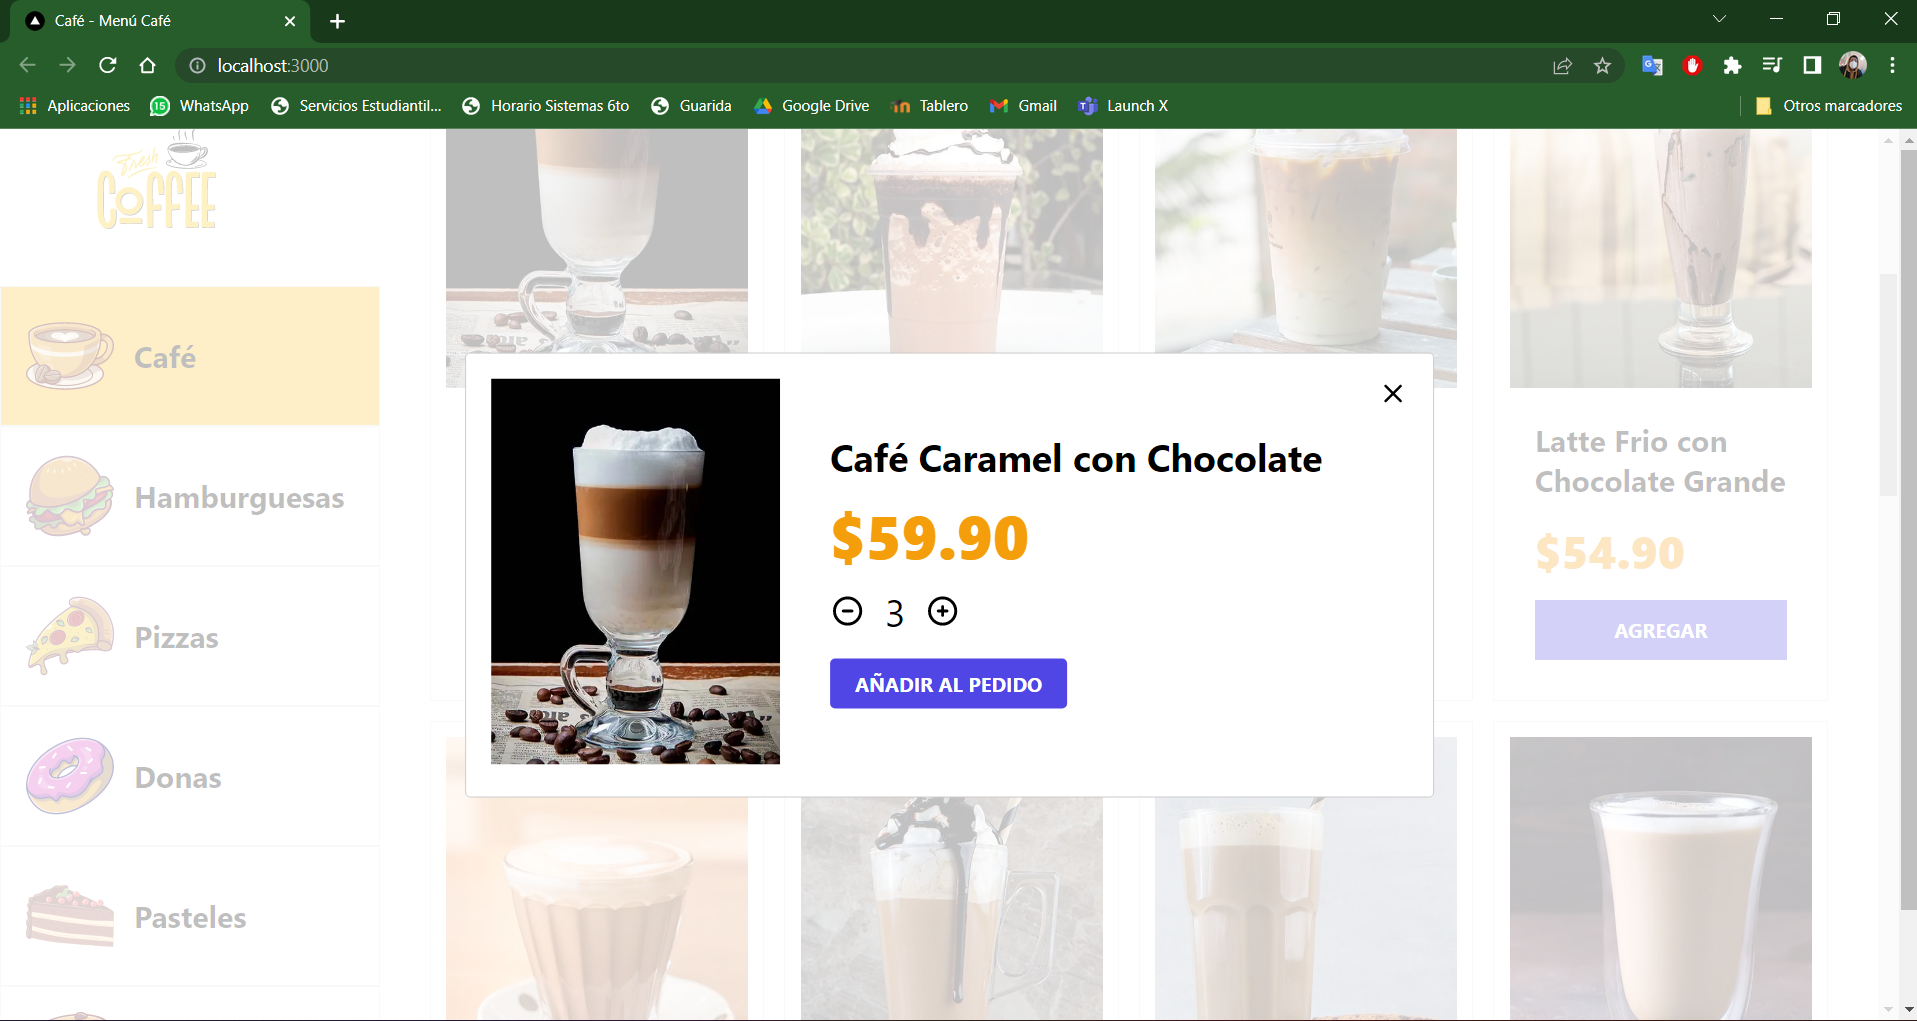 Café - Menú Café
localhost:3000
Aplicaciones
15
WhatsApp
Servicios Estudiantil...
Horario Sistemas 6to
Guarida
Google Drive
Tablero
Gmail
Launch X
Otros marcadores
Fresh
COFFEE
Café
Hamburguesas
Pizzas
Donas
Pasteles
Café Caramel con Chocolate
$59.90
3
AÑADIR AL PEDIDO
Latte Frio con
Chocolate Grande
$54.90
AGREGAR